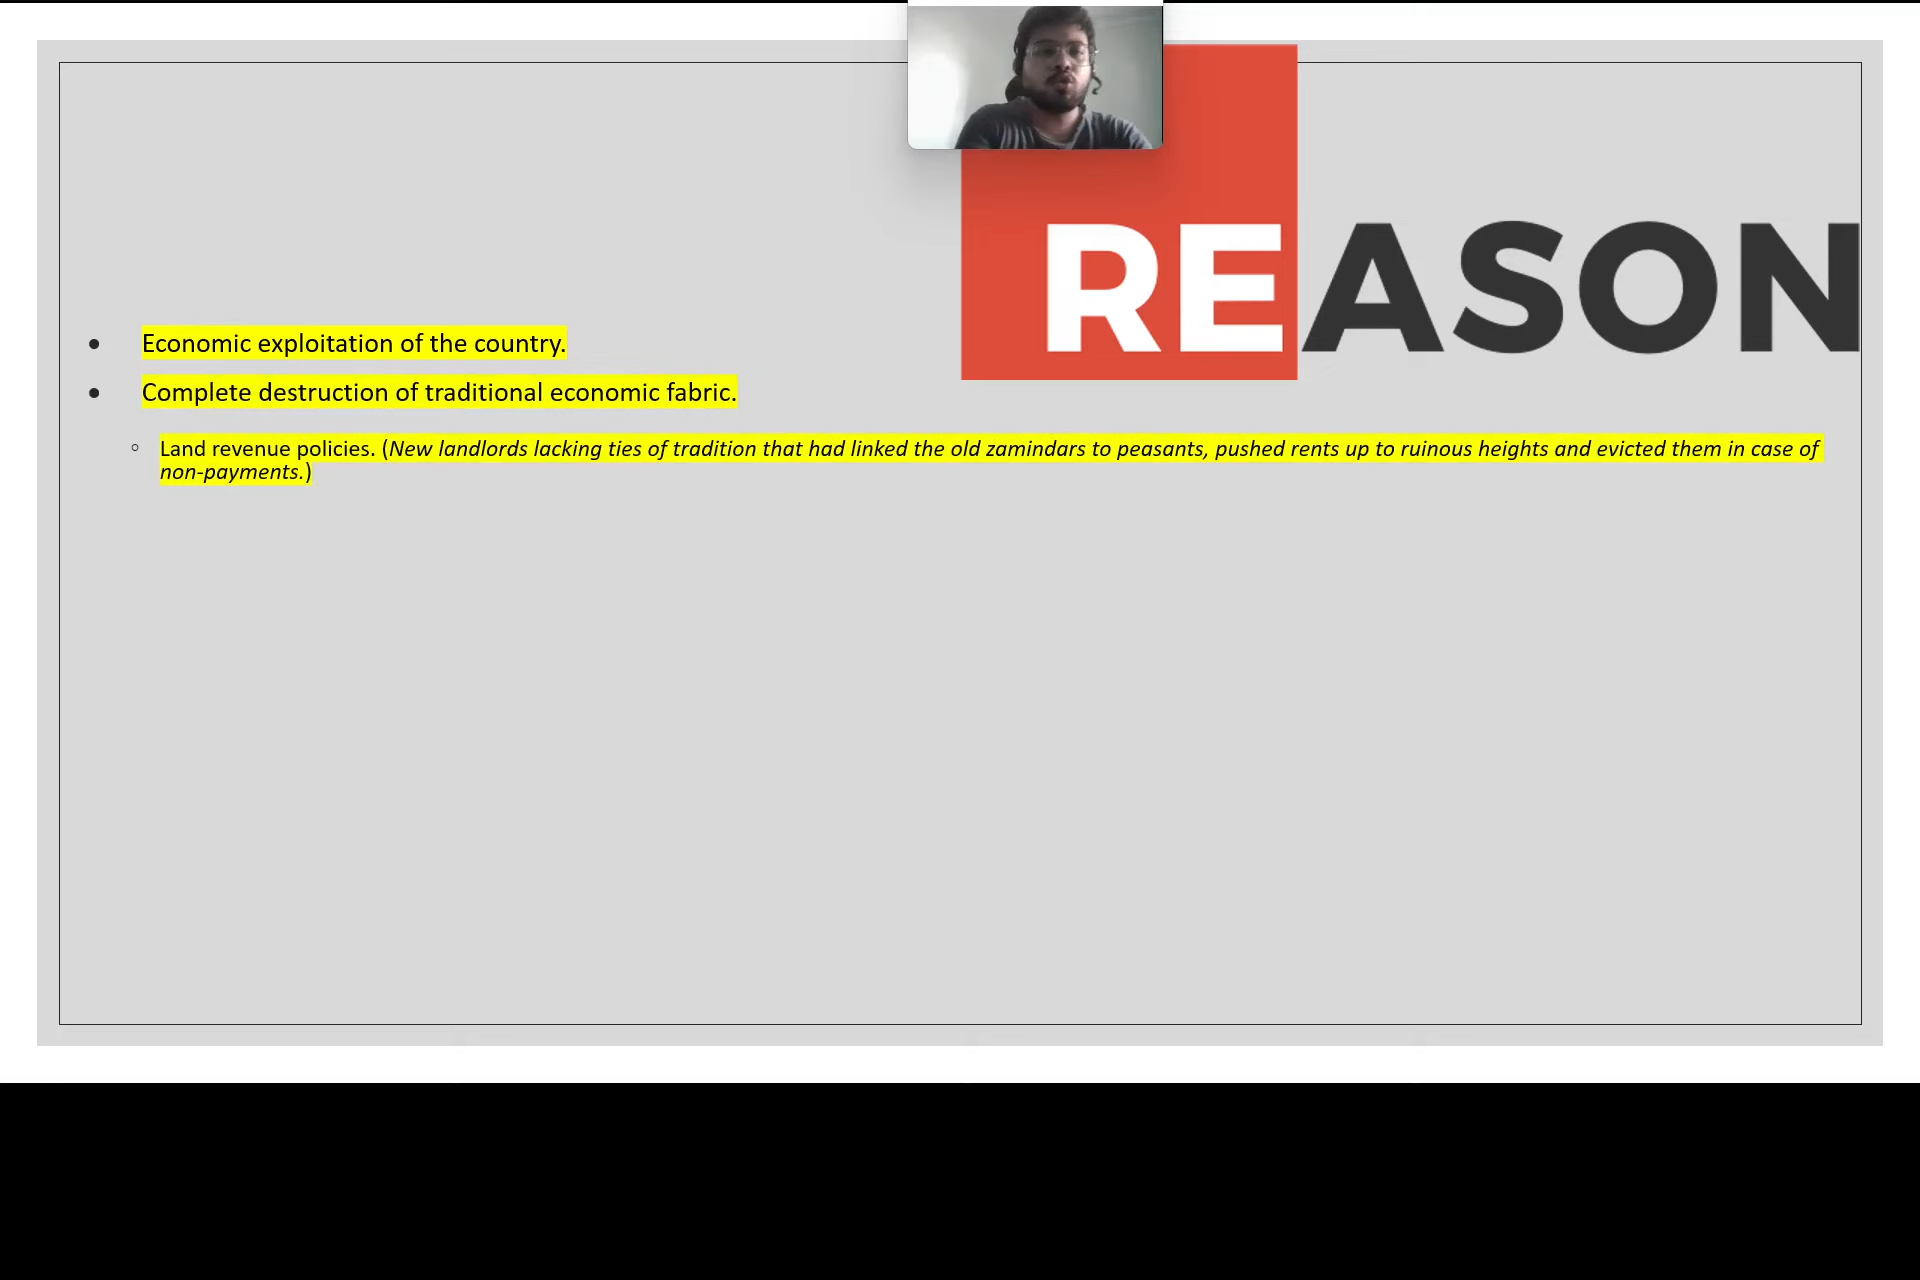 REASON
• Economic exploitation of the country.
• Complete destruction of traditional economic fabric.
○ Land revenue policies. (New landlords lacking ties of tradition that had linked the old zamindars to peasants, pushed rents up to ruinous heights and evicted them in case of
non-payments.)